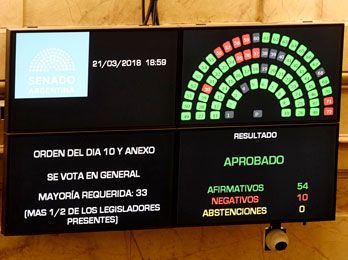 SENADO
ARGENTINA
21/03/2018 18:59
ORDEN DEL DIA 10 Y ANEXO
SE VOTA EN GENERAL
MAYORÍA REQUERIDA: 33
(MAS 1/2 DE LOS LEGISLADORES
PRESENTES)
RESULTADO
APROBADO
AFIRMATIVOS 54
NEGATIVOS 10
ABSTENCIONES 0